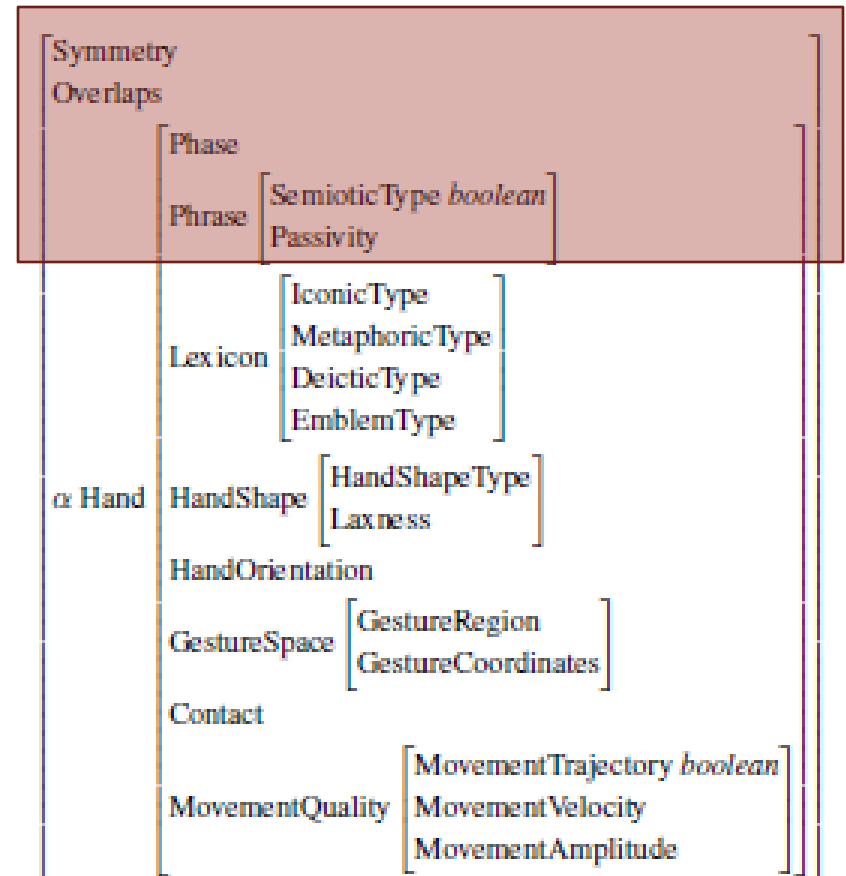 Symmetry
Overlaps
Phase
Phrase SemioticType boolean
Passivity
Lexicon IconicType
MetaphoricType
DeicticType
EmblemType
α Hand HandShape HandShapeType
Laxness
HandOrientation
GestureSpace GestureRegion
GestureCoordinates
Contact
MovementQuality MovementTrajectory boolean
MovementVelocity
MovementAmplitude